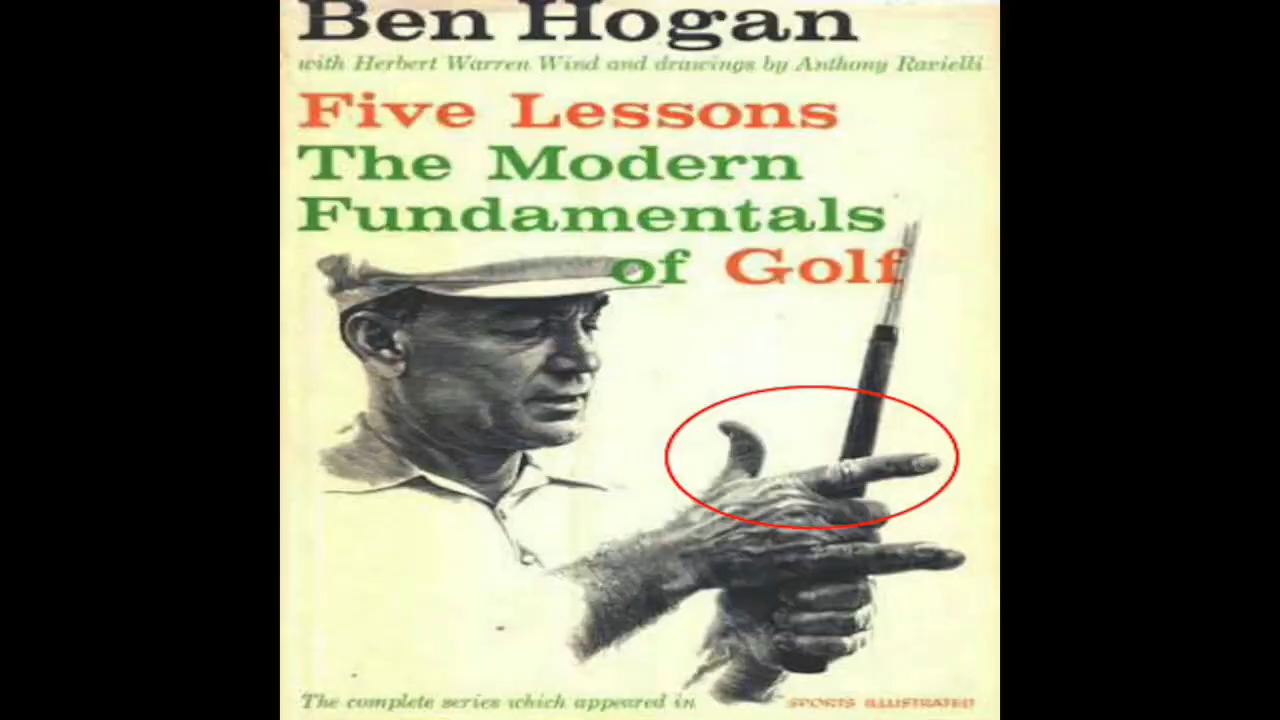 Ben Hogan
with Herbert Warren Wind and drawings by Anthony Ravielli
Five Lessons
The Modern
Fundamentals
of Golf
The complete series which appeared in SPORTS ILLUSTRATED